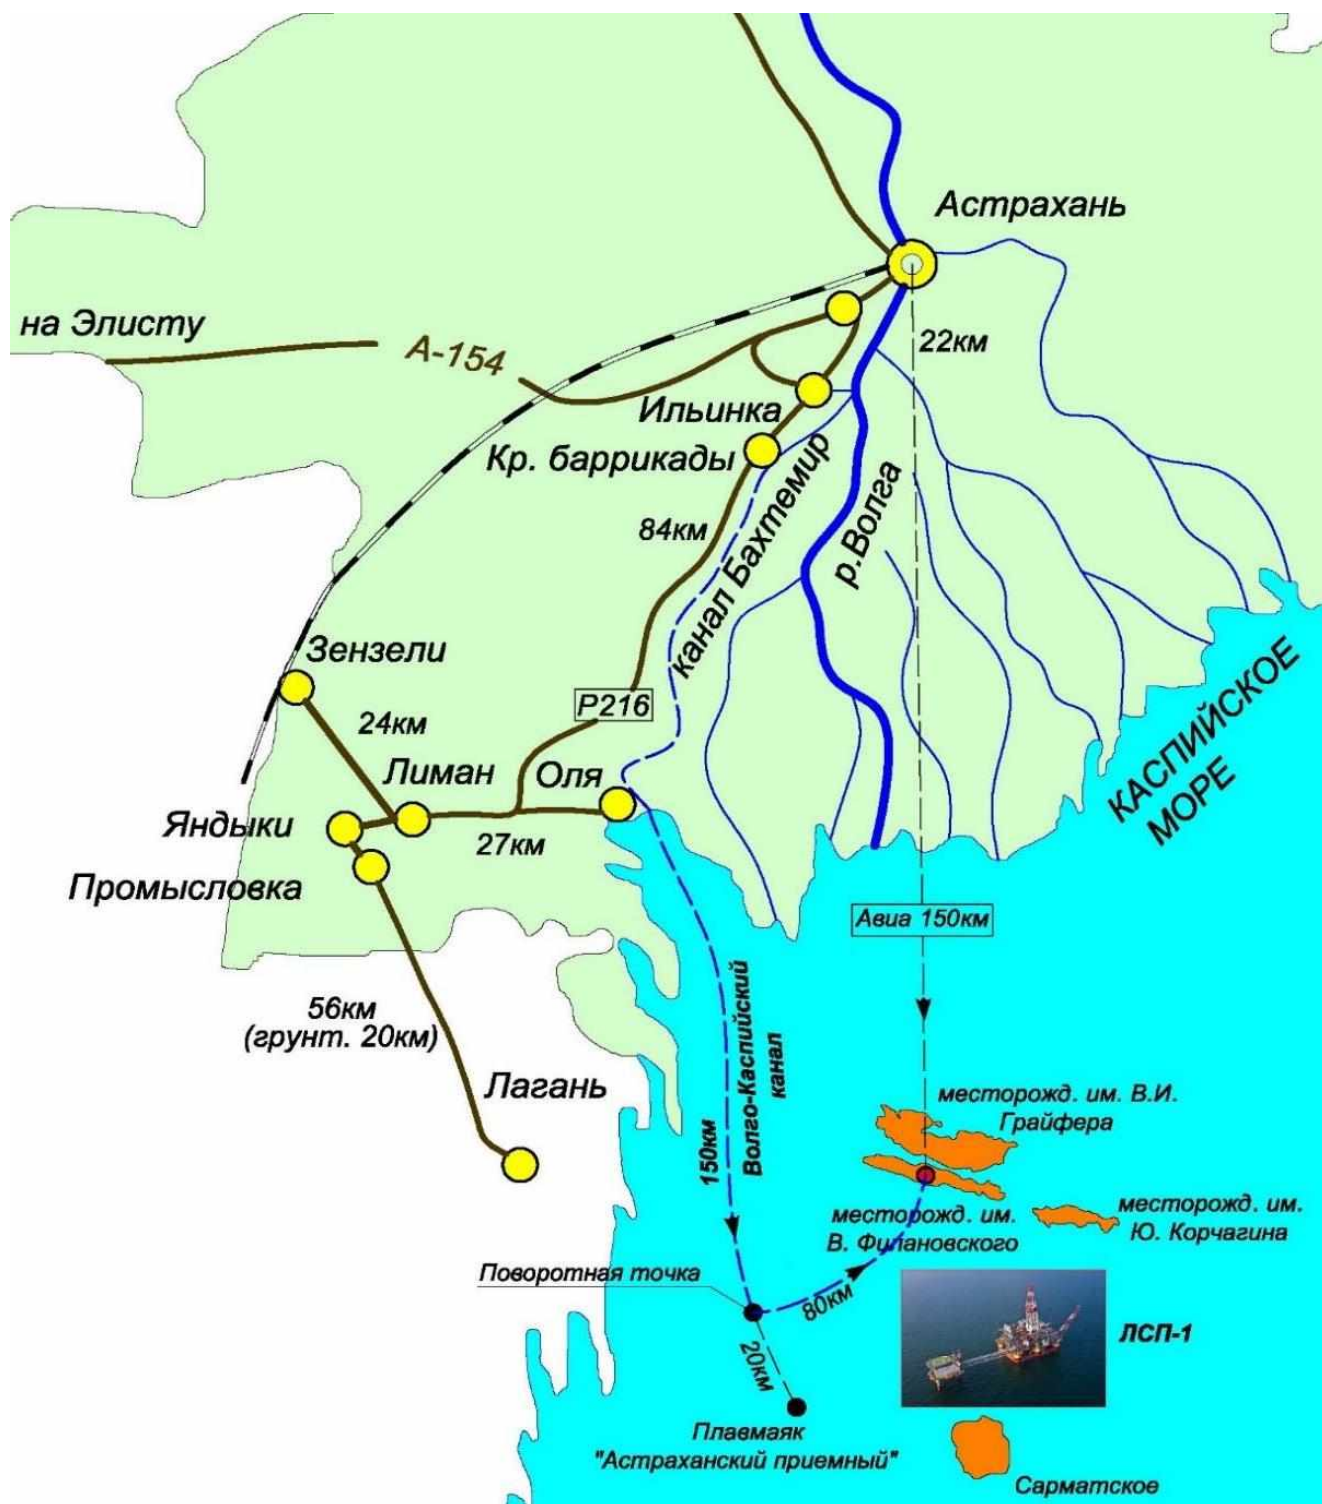 Астрахань
на Элисту
А-154
22км
Ильинка
Кр. баррикады
канал Бахтемир
р.Волга
84км
Зензели
Р216
24км
КАСПИЙСКОЕ
МОРЕ
Лиман
Оля
Яндыки
27км
Промысловка
Авиа 150км
56км
(грунт. 20км)
Волго-Каспийский
канал
150км
Лагань
месторожд. им. В.И.
Грайфера
месторожд. им.
В. Филановского
месторожд. им.
Ю. Корчагина
Поворотная точка
80км
ЛСП-1
20км
Плавмаяк
"Астраханский приемный"
Сарматское